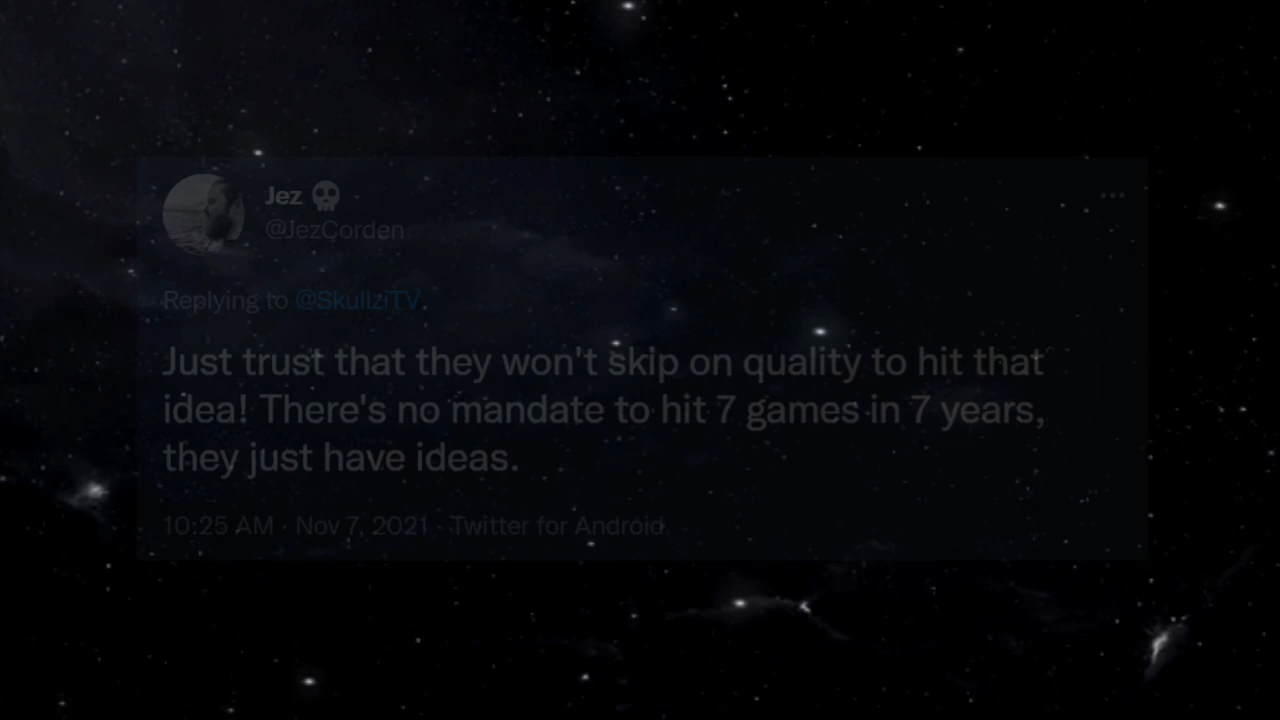 Jez 💀
@JezCorden
Replying to @SkullziTV
Just trust that they won't skip on quality to hit that
idea! There's no mandate to hit 7 games in 7 years,
they just have ideas.
10:25 AM · Nov 7, 2021 · Twitter for Android